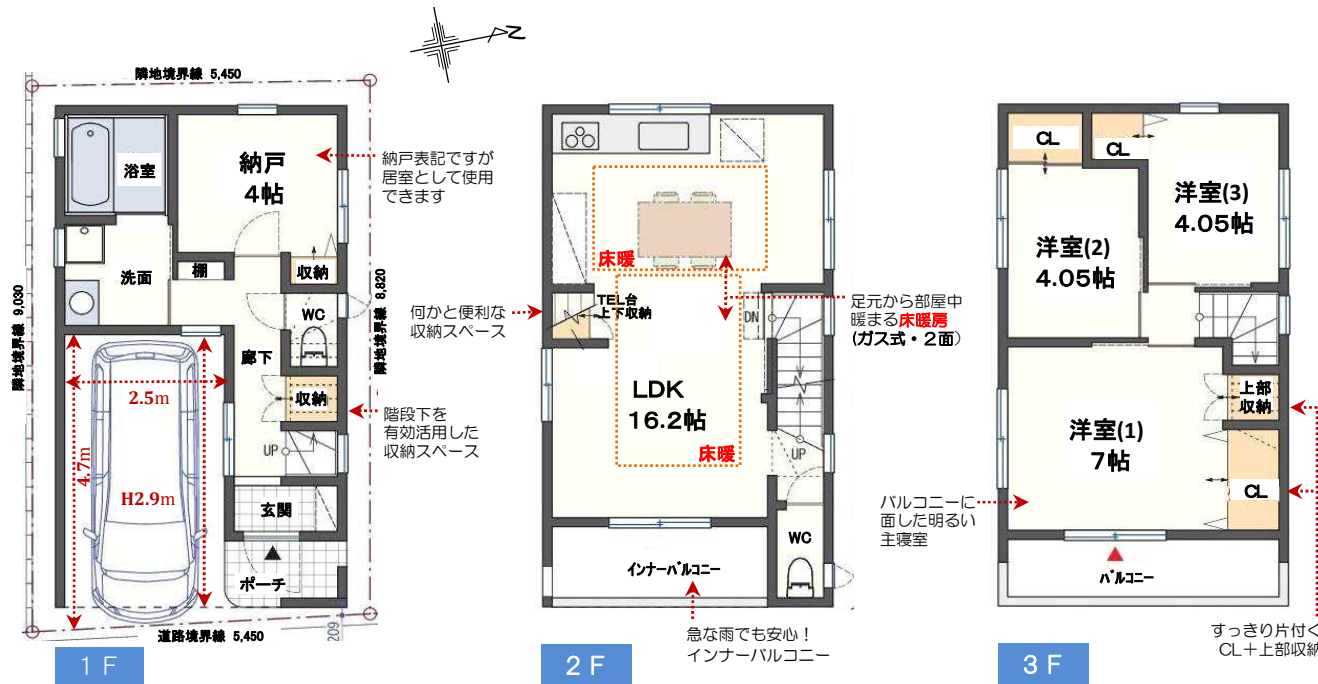 N
隣地境界線 5,450
浴室
納戸
4帖
納戸表記ですが
居室として使用
できます
洗面
棚
収納
WC
廊下
収納
隣地境界線 9,030
隣地境界線 8,820
2.5m
4.7m
H2.9m
UP
階段下を
有効活用した
収納スペース
玄関
ポーチ
道路境界線 5,450
209
1F
床暖
何かと便利な
収納スペース
TEL台
上下収納
DN
足元から部屋中
暖まる床暖房
(ガス式・2面)
LDK
16.2帖
床暖
UP
WC
インナーバルコニー
急な雨でも安心！
インナーバルコニー
2F
CL
CL
洋室(3)
4.05帖
洋室(2)
4.05帖
洋室(1)
7帖
上部
収納
CL
バルコニーに
面した明るい
主寝室
バルコニー
すっきり片付く
CL＋上部収納
3F